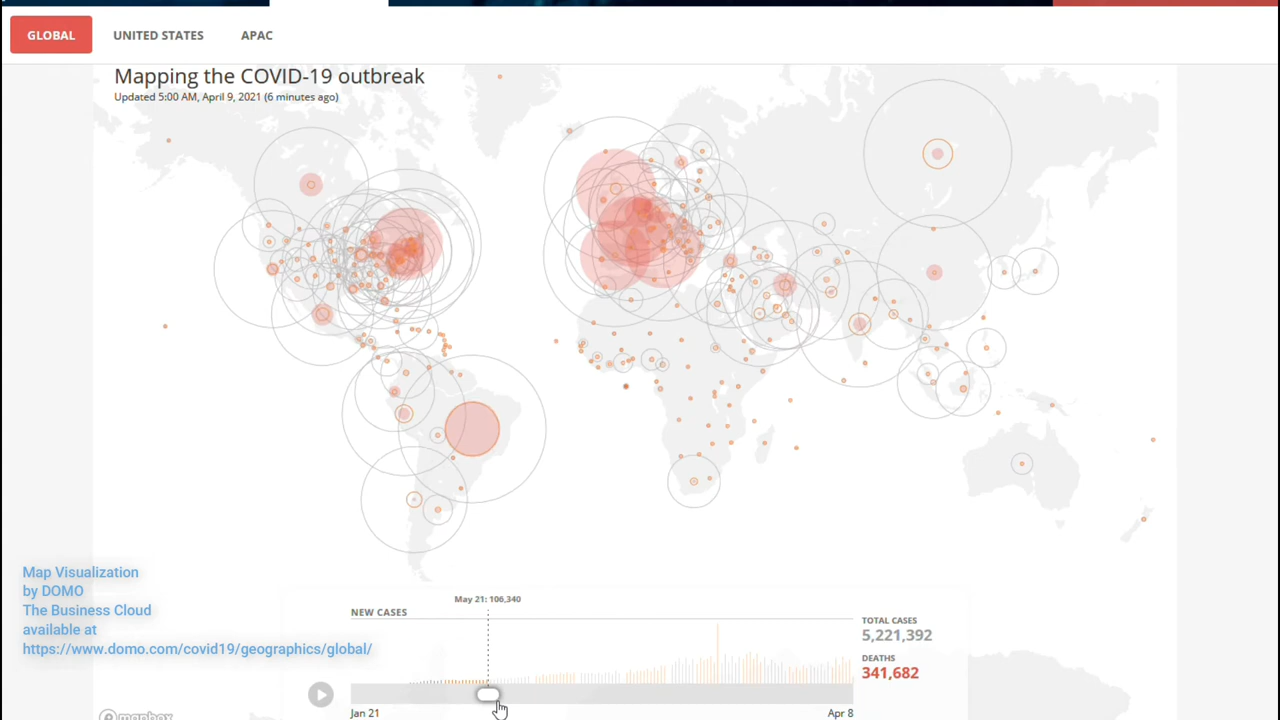 GLOBAL
UNITED STATES
APAC
Mapping the COVID-19 outbreak
Updated 5:00 AM, April 9, 2021 (6 minutes ago)
Map Visualization
by DOMO
The Business Cloud
available at
https://www.domo.com/covid19/geographics/global/
May 21: 106,340
NEW CASES
TOTAL CASES
5,221,392
DEATHS
341,682
Jan 21
Apr 8
mapbox